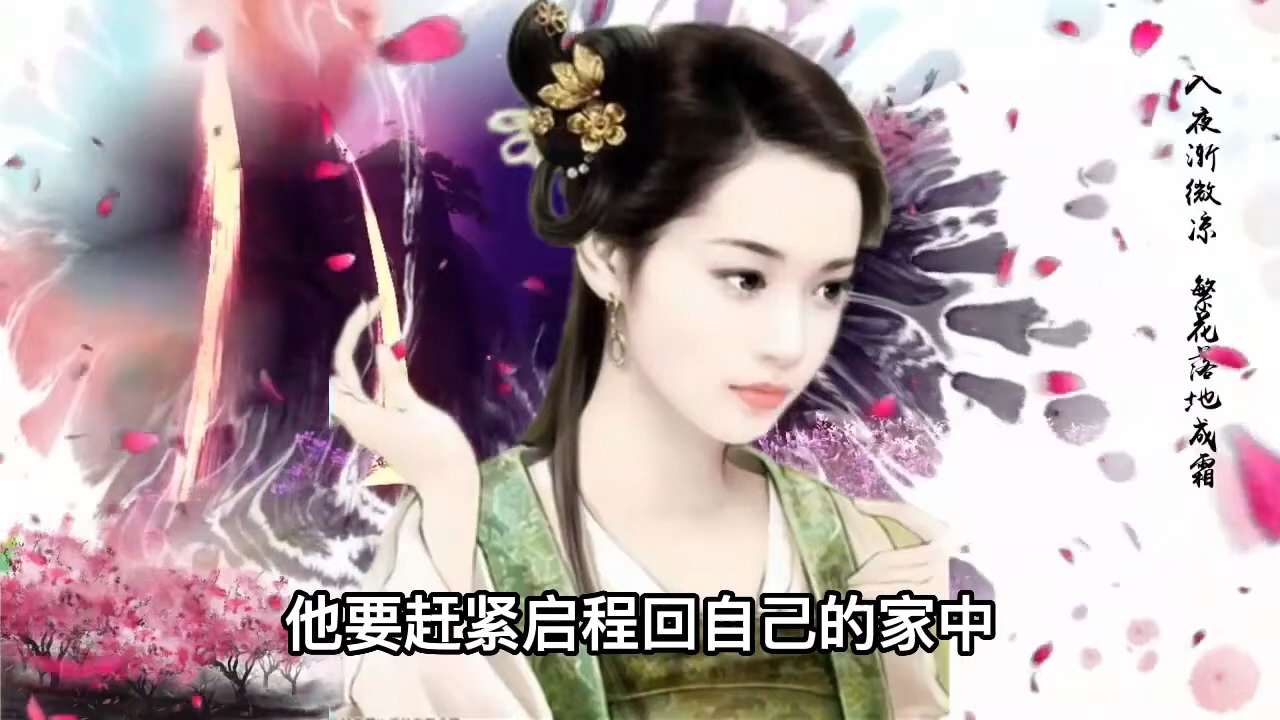 入夜渐微凉 繁花落地成霜
他要赶紧启程回自己的家中